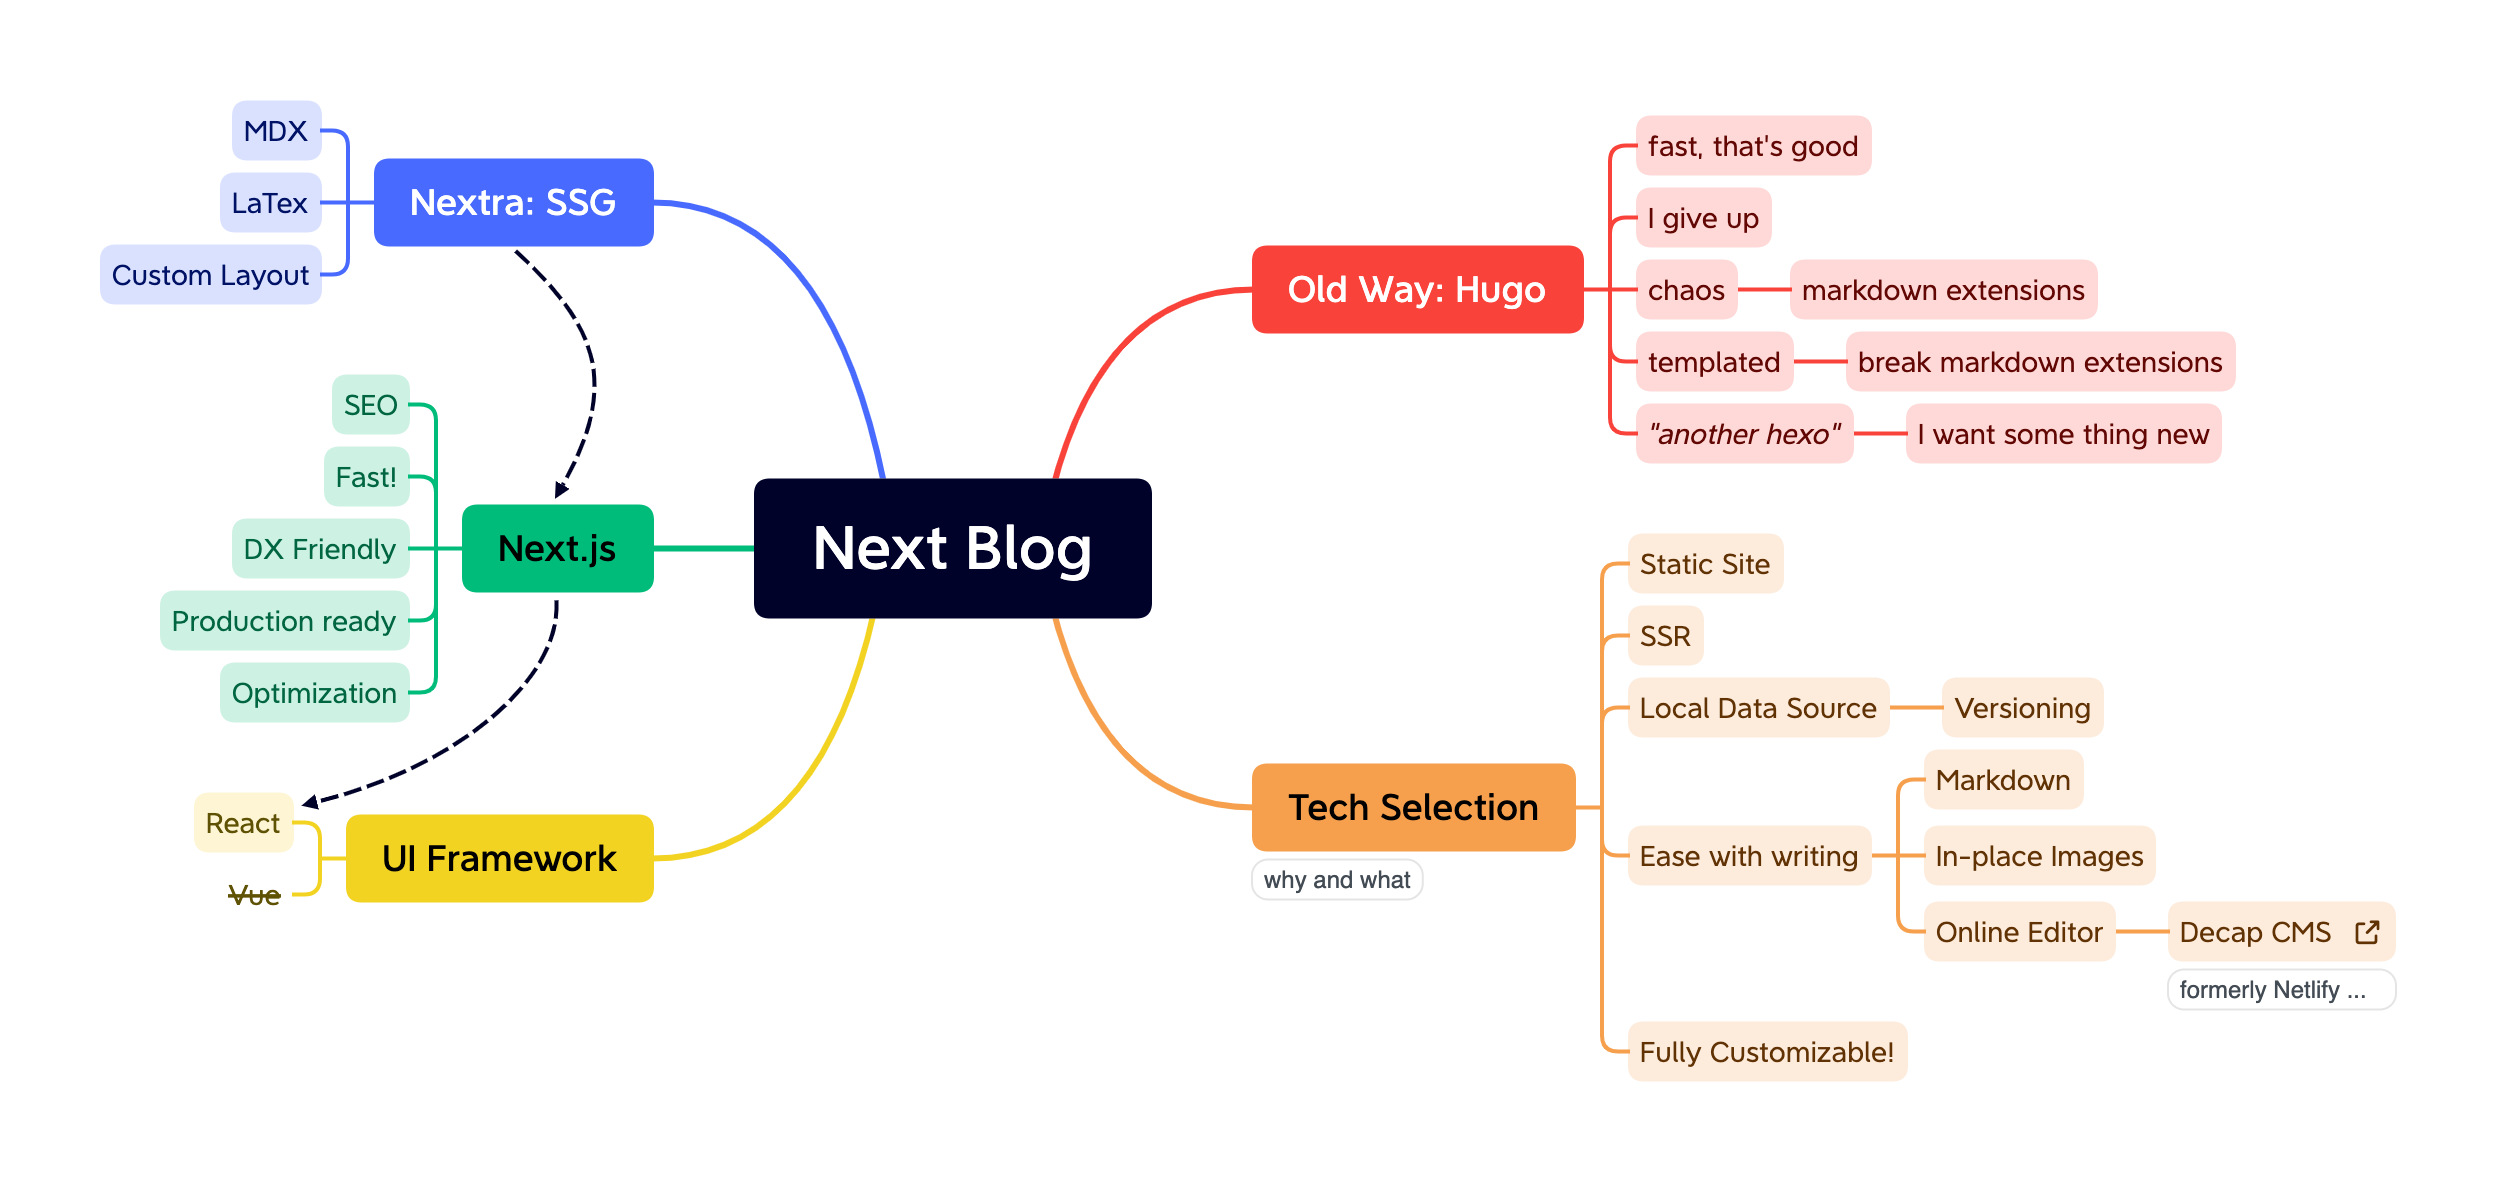 Next Blog
Old Way: Hugo
fast, that's good
I give up
chaos
markdown extensions
templated
break markdown extensions
"another hexo"
I want some thing new
Tech Selection
why and what
Static Site
SSR
Local Data Source
Versioning
Ease with writing
Markdown
In-place Images
Online Editor
Decap CMS
formerly Netlify ...
Fully Customizable!
Nextra: SSG
MDX
LaTex
Custom Layout
Next.js
SEO
Fast!
DX Friendly
Production ready
Optimization
UI Framework
React
Vue